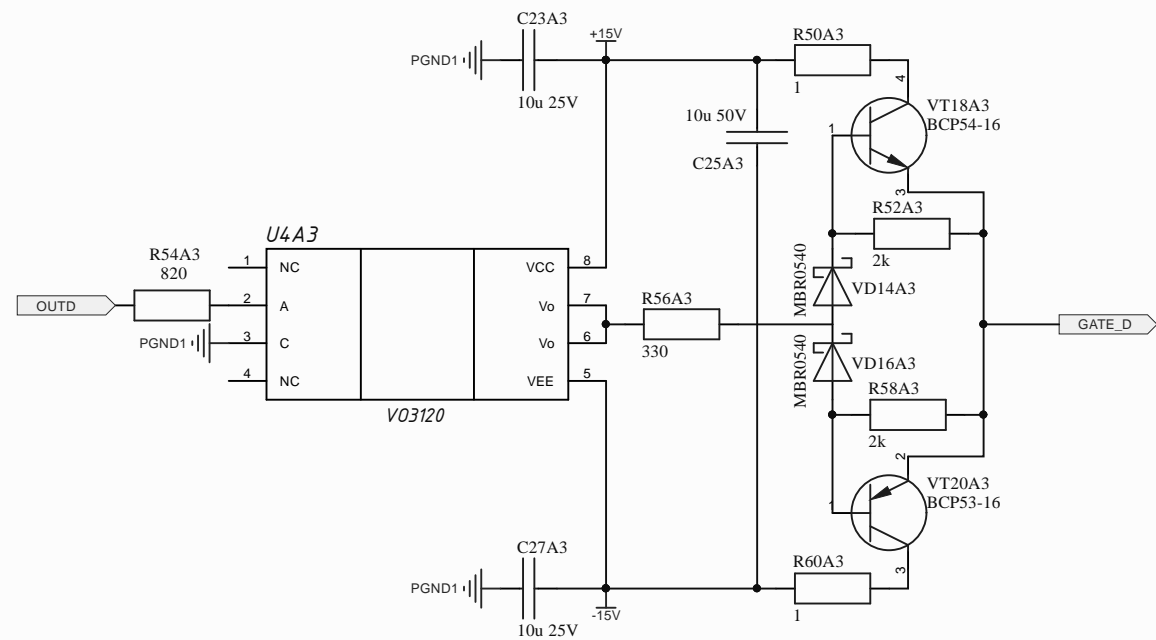 C23A3
PGND1
10u 25V
+15V
R50A3
1
4
VT18A3
BCP54-16
1
3
10u 50V
C25A3
R52A3
2k
U4A3
R54A3
820
OUTD
PGND1
1
NC
2
A
3
C
4
NC
VCC
8
Vo
7
Vo
6
VEE
5
VO3120
R56A3
330
MBR0540
VD14A3
MBR0540
VD16A3
GATE_D
R58A3
2k
2
VT20A3
BCP53-16
1
3
C27A3
PGND1
10u 25V
-15V
R60A3
1